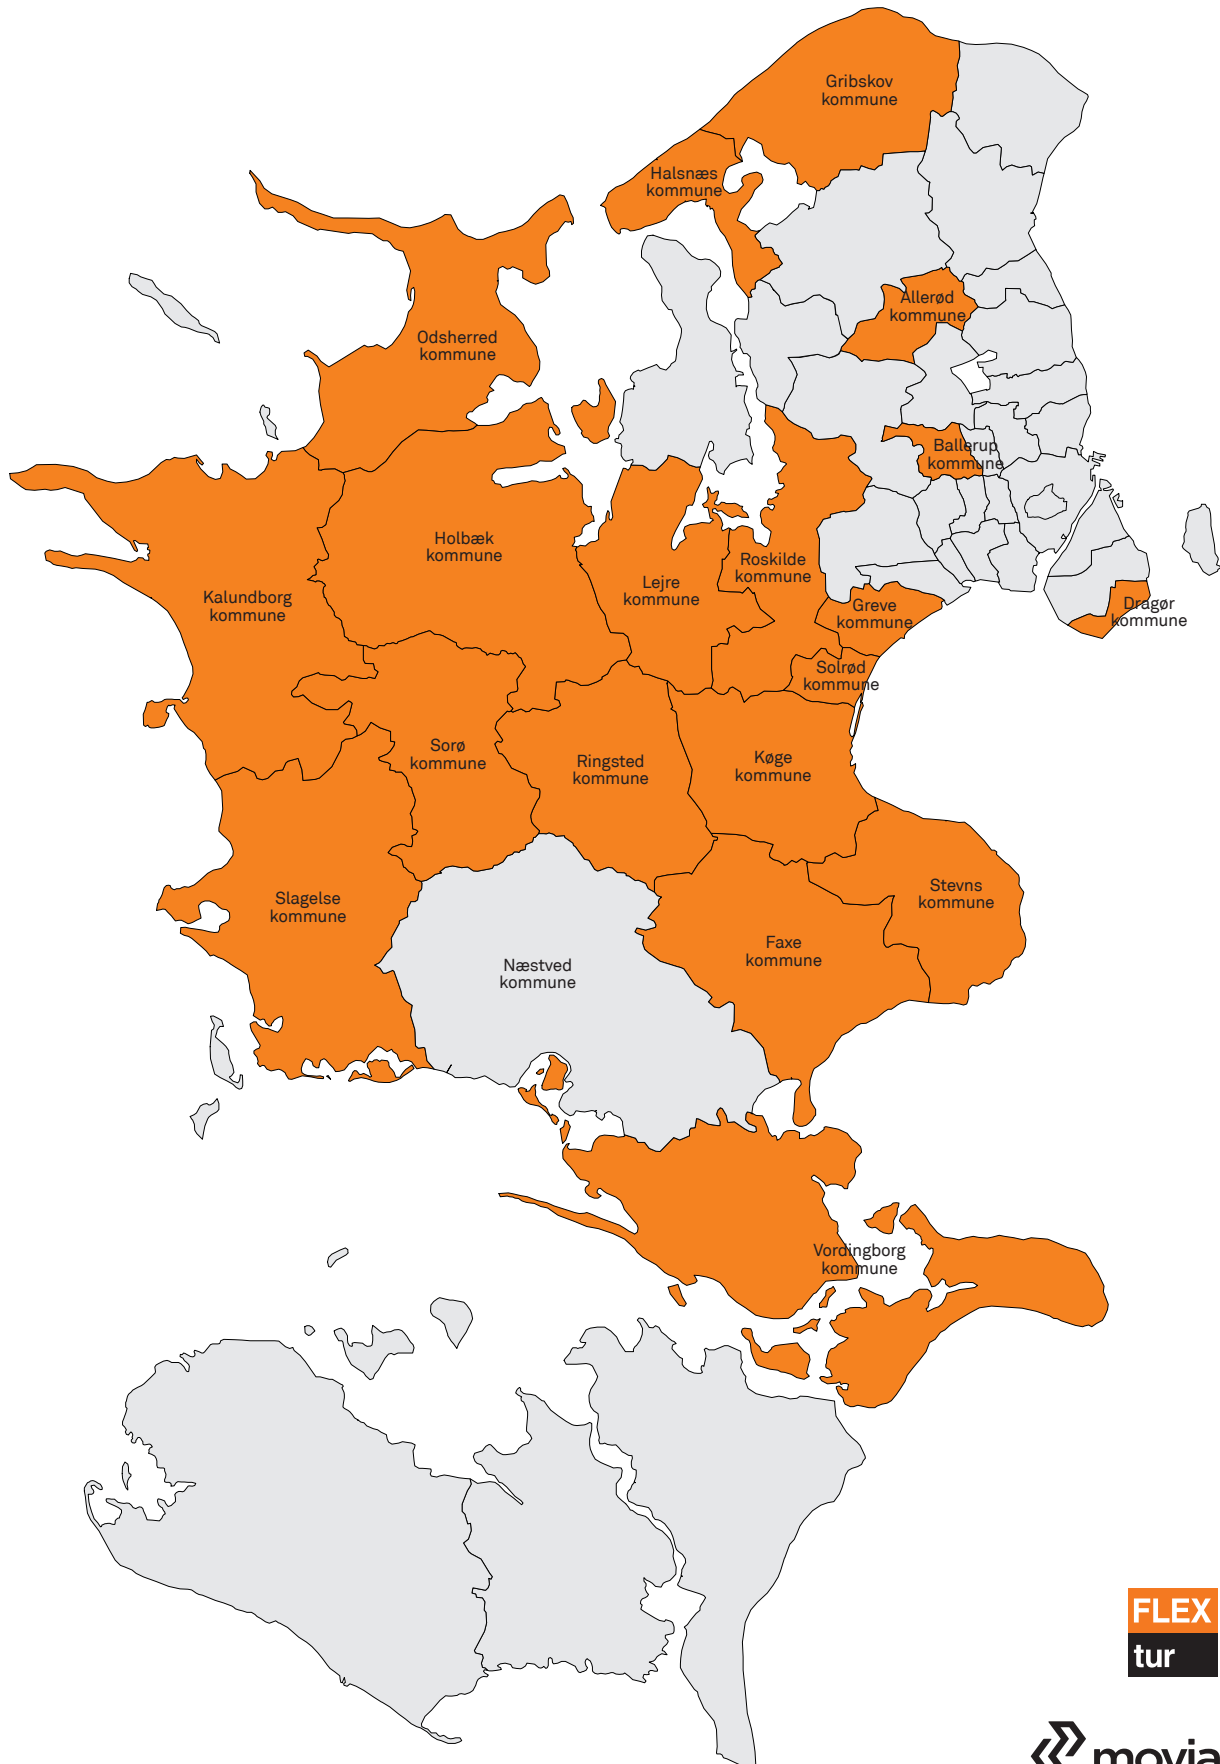 Gribskov
kommune
Halsnæs
kommune
Allerød
kommune
Odsherred
kommune
Ballerup
kommune
Holbæk
kommune
Roskilde
kommune
Lejre
kommune
Kalundborg
kommune
Greve
kommune
Dragør
kommune
Solrød
kommune
Sorø
kommune
Ringsted
kommune
Køge
kommune
Slagelse
kommune
Stevns
kommune
Faxe
kommune
Næstved
kommune
Vordingborg
kommune
FLEX
tur
movia